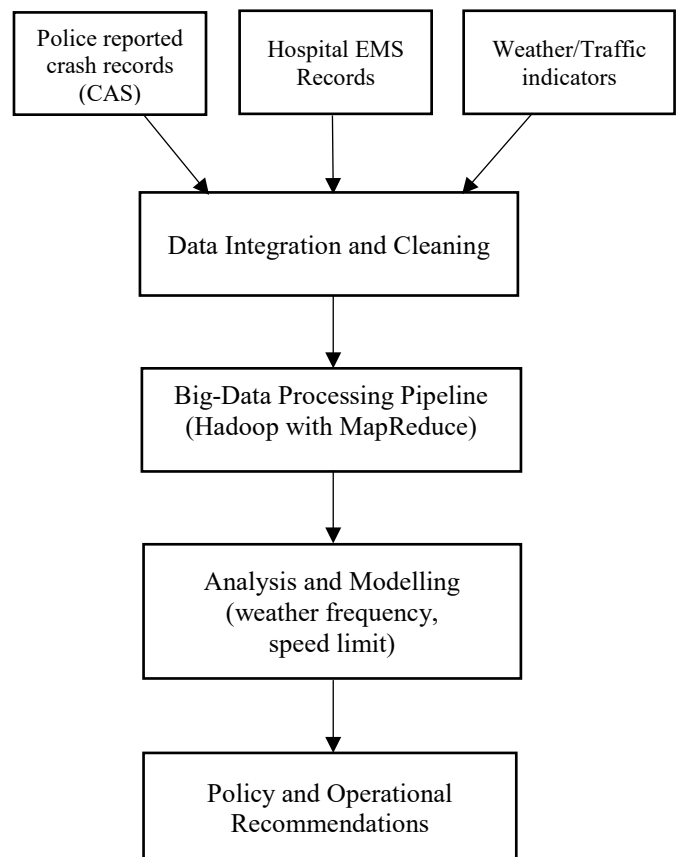 Police reported
crash records
(CAS)
Hospital EMS
Records
Weather/Traffic
indicators
Data Integration and Cleaning
Big-Data Processing Pipeline
(Hadoop with MapReduce)
Analysis and Modelling
(weather frequency,
speed limit)
Policy and Operational
Recommendations